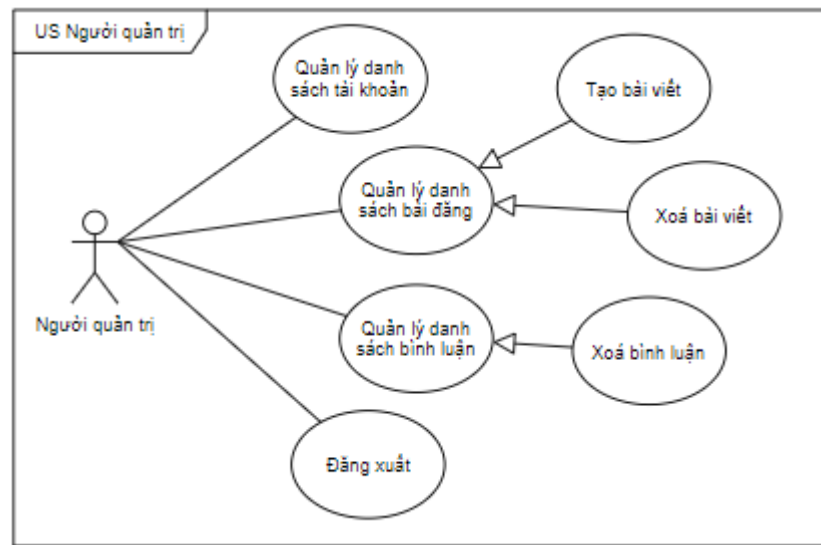 US Người quản trị
Quản lý danh
sách tài khoản
Tạo bài viết
Quản lý danh
sách bài đăng
Xoá bài viết
Người quản trị
Quản lý danh
sách bình luận
Xoá bình luận
Đăng xuất